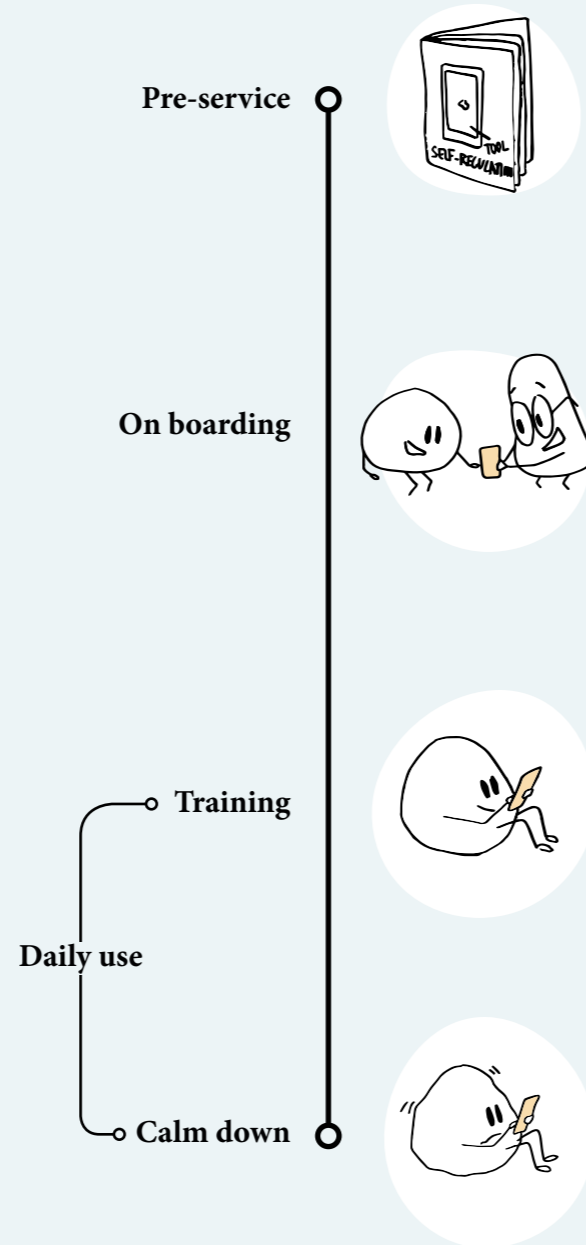 Pre-service
TOOL
SELF-REGULATION
On boarding
Training
Daily use
Calm down